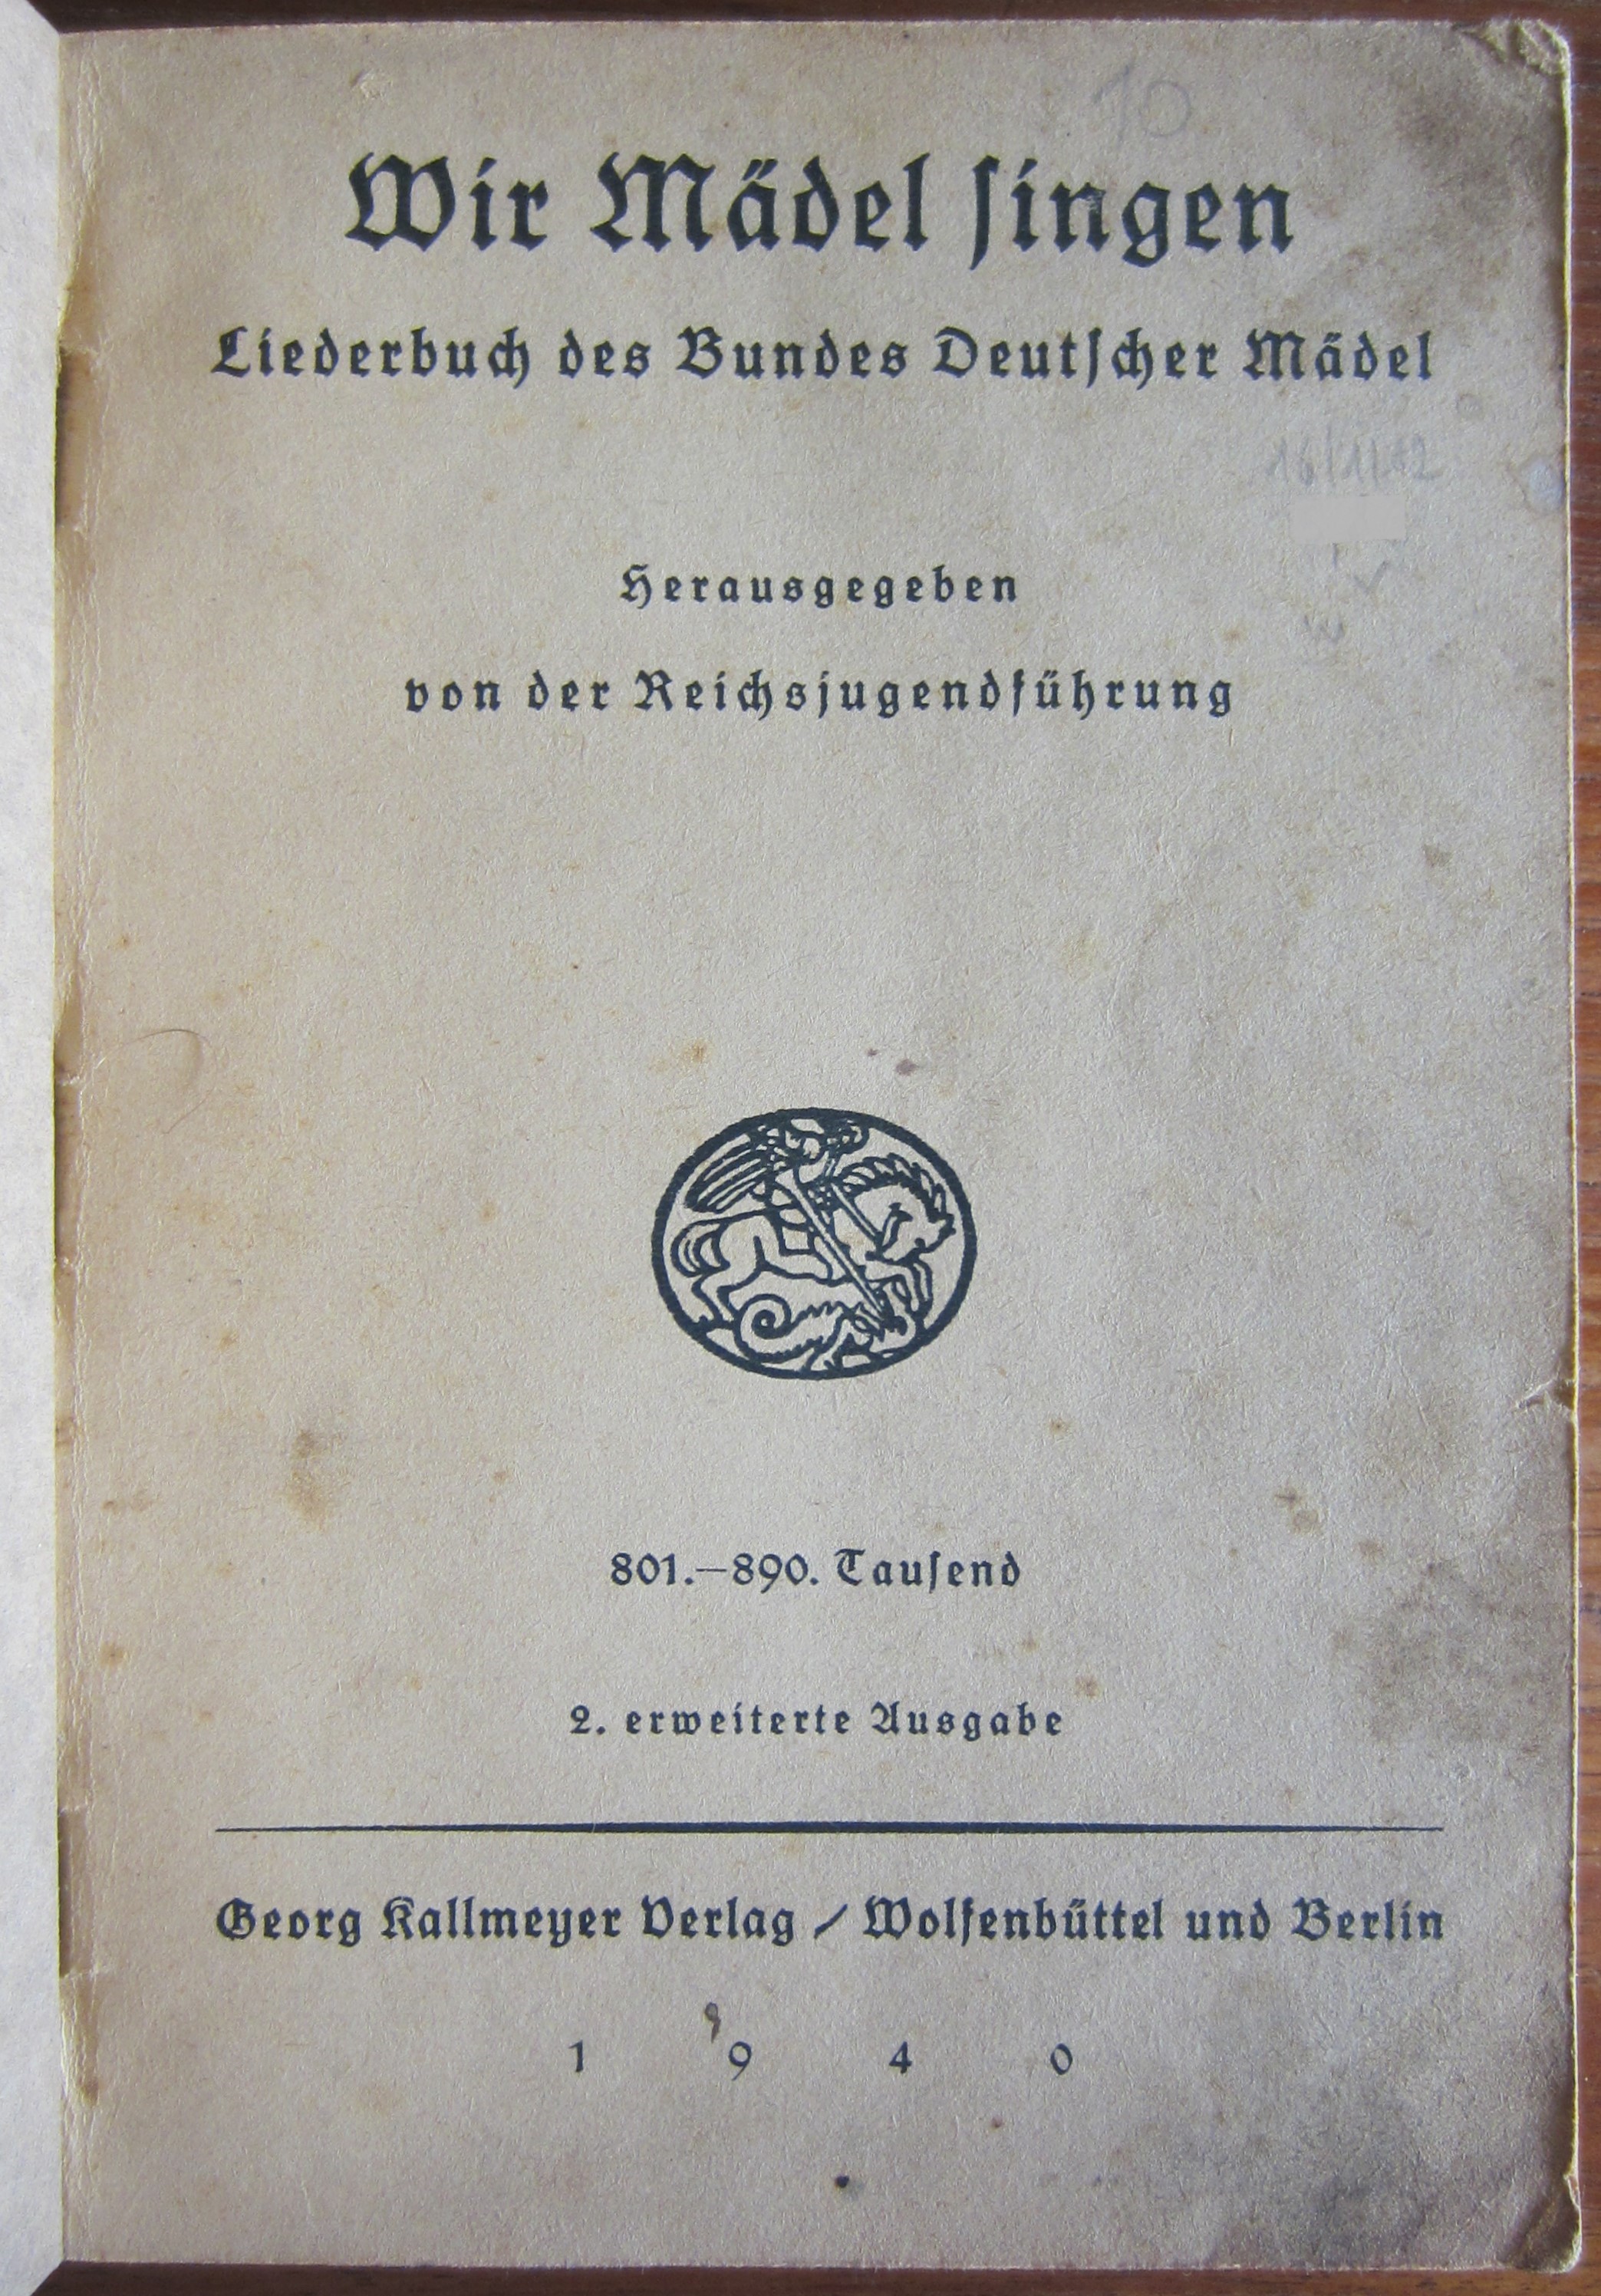 10
Wir Mädel ſingen
Liederbuch des Bundes Deutſcher Mädel
Herausgegeben
von der Reichsjugendführung
801.—890. Tauſend
2. erweiterte Ausgabe
Georg Kallmeyer Verlag / Wolfenbüttel und Berlin
1 9 4 0